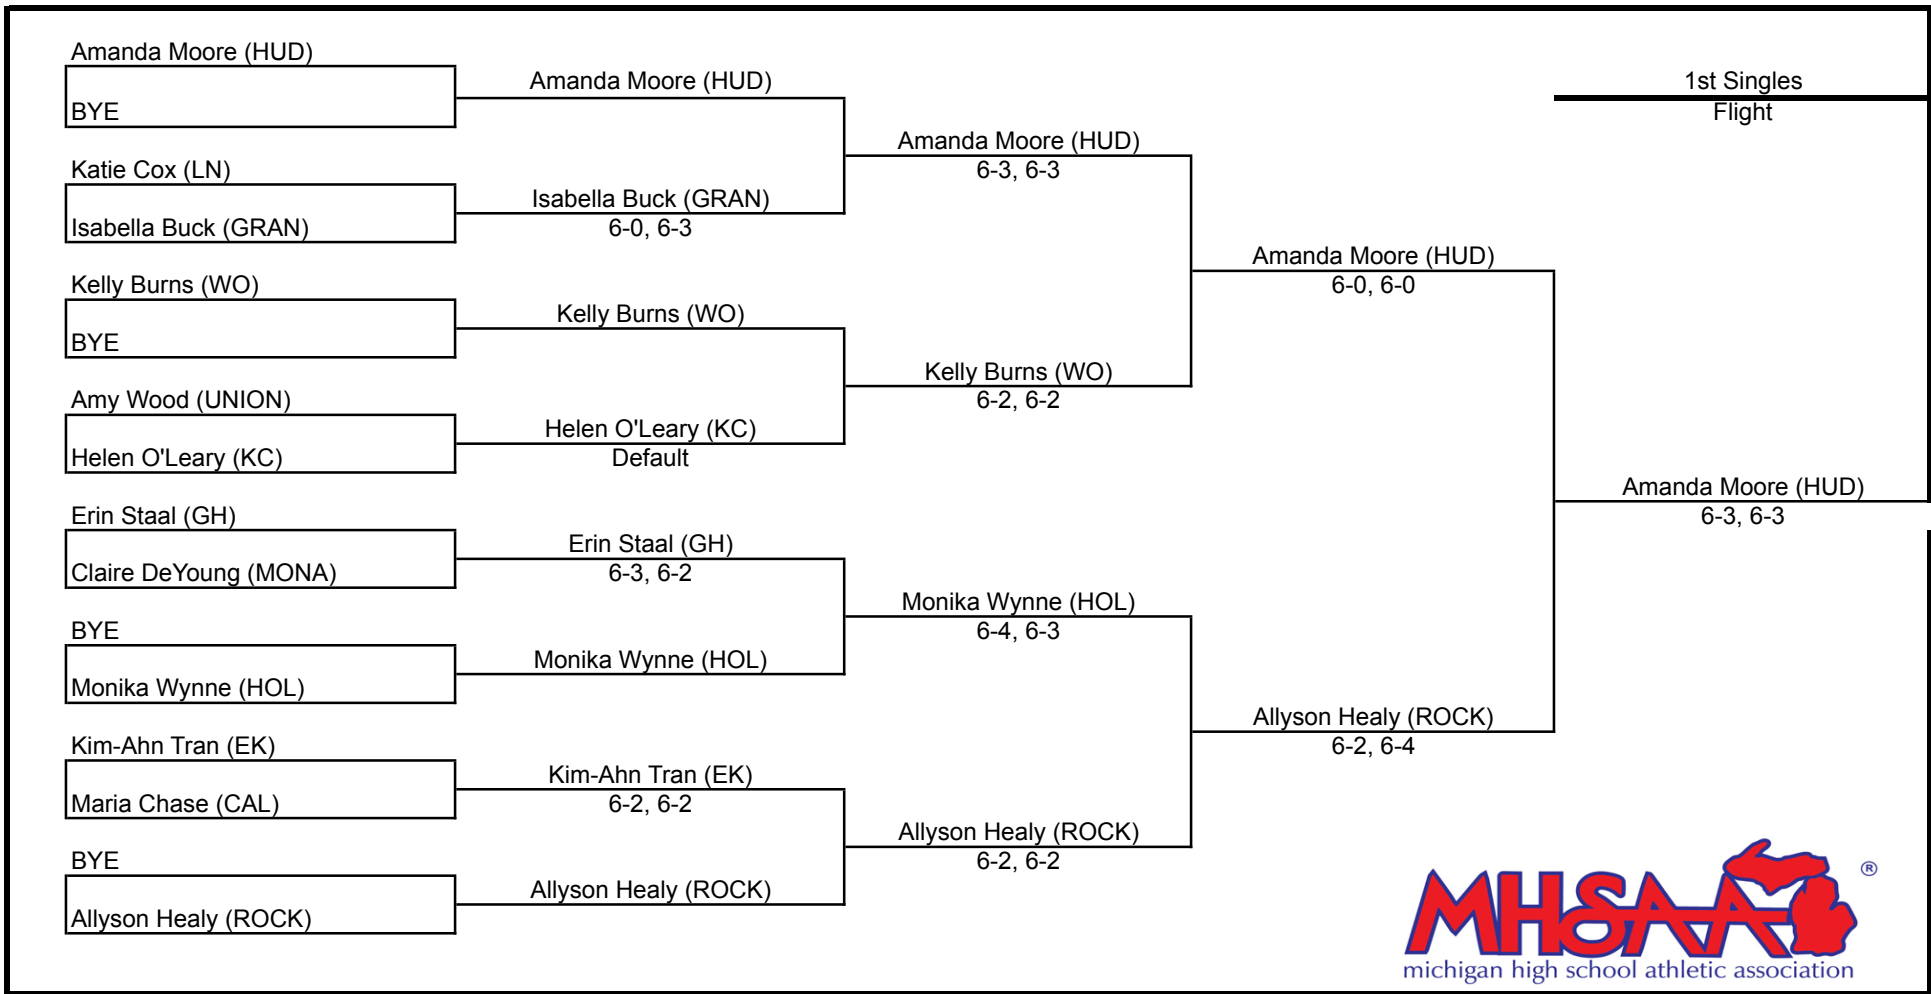 Amanda Moore (HUD)
BYE
Katie Cox (LN)
Isabella Buck (GRAN)
Kelly Burns (WO)
BYE
Amy Wood (UNION)
Helen O'Leary (KC)
Erin Staal (GH)
Claire DeYoung (MONA)
BYE
Monika Wynne (HOL)
Kim-Ahn Tran (EK)
Maria Chase (CAL)
BYE
Allyson Healy (ROCK)
Amanda Moore (HUD)
Isabella Buck (GRAN)
6-0, 6-3
Kelly Burns (WO)
Helen O'Leary (KC)
Default
Erin Staal (GH)
6-3, 6-2
Monika Wynne (HOL)
Kim-Ahn Tran (EK)
6-2, 6-2
Allyson Healy (ROCK)
Amanda Moore (HUD)
6-3, 6-3
Kelly Burns (WO)
6-2, 6-2
Monika Wynne (HOL)
6-4, 6-3
Allyson Healy (ROCK)
6-2, 6-2
Amanda Moore (HUD)
6-0, 6-0
Allyson Healy (ROCK)
6-2, 6-4
1st Singles
Flight
Amanda Moore (HUD)
6-3, 6-3
MHSAA ®
michigan high school athletic association